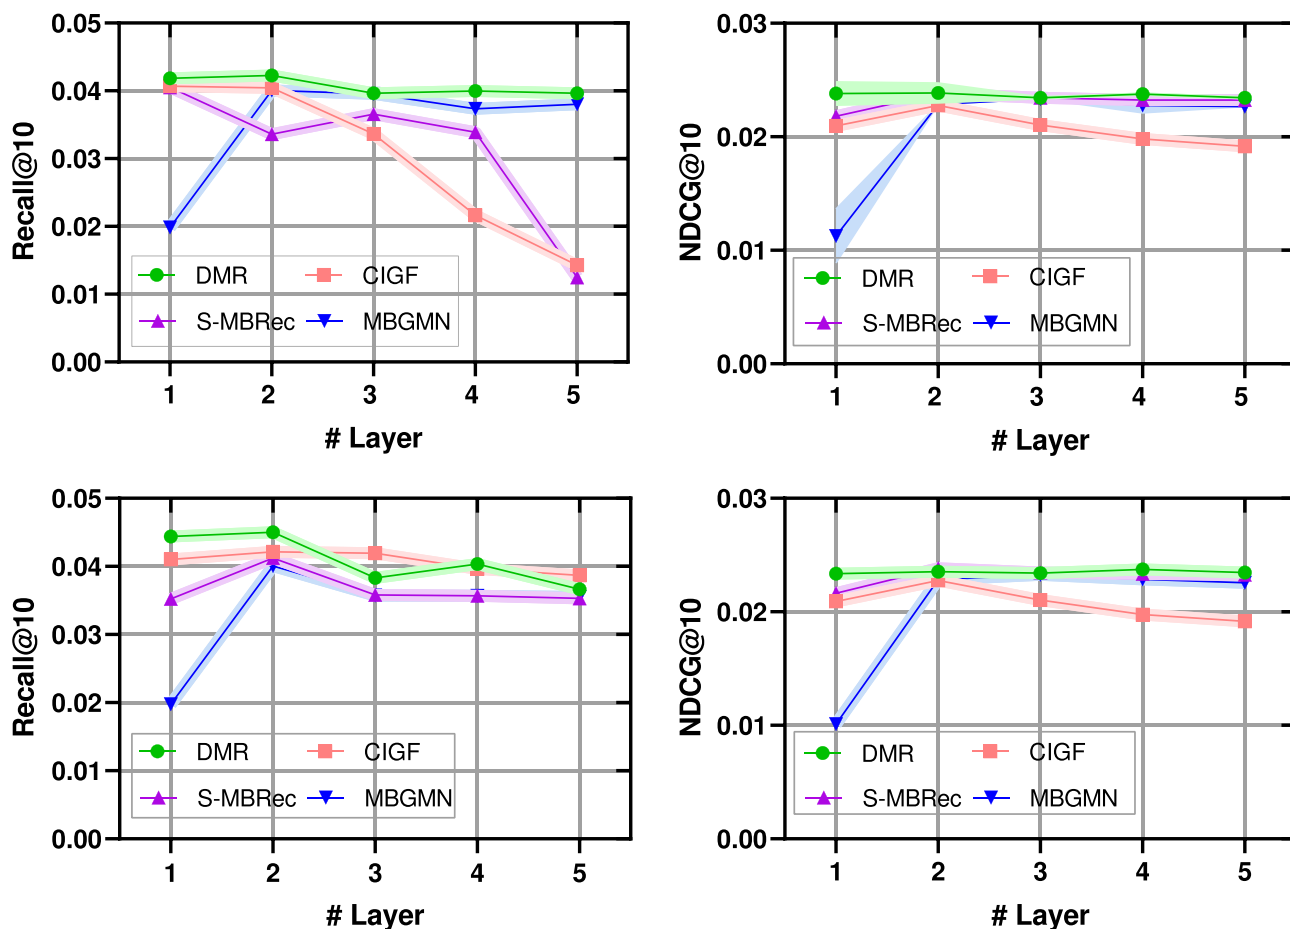 Recall@10
0.05
0.04
0.03
0.02
0.01
0.00
DMR CIGF
S-MBRec MBGMN
1 2 3 4 5
# Layer
NDCG@10
0.03
0.02
0.01
0.00
DMR CIGF
S-MBRec MBGMN
1 2 3 4 5
# Layer
Recall@10
0.05
0.04
0.03
0.02
0.01
0.00
DMR CIGF
S-MBRec MBGMN
1 2 3 4 5
# Layer
NDCG@10
0.03
0.02
0.01
0.00
DMR CIGF
S-MBRec MBGMN
1 2 3 4 5
# Layer